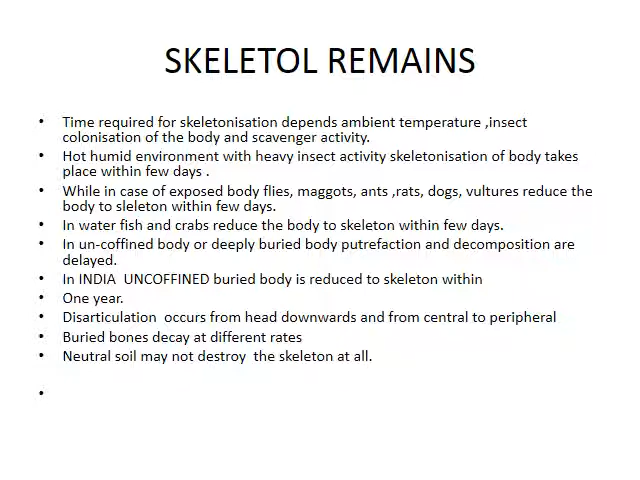 SKELETOL REMAINS
• Time required for skeletonisation depends ambient temperature ,insect
colonisation of the body and scavenger activity.
• Hot humid environment with heavy insect activity skeletonisation of body takes
place within few days .
• While in case of exposed body flies, maggots, ants ,rats, dogs, vultures reduce the
body to sleleton within few days.
• In water fish and crabs reduce the body to skeleton within few days.
• In un-coffined body or deeply buried body putrefaction and decomposition are
delayed.
• In INDIA  UNCOFFINED buried body is reduced to skeleton within
• One year.
• Disarticulation  occurs from head downwards and from central to peripheral
• Buried bones decay at different rates
• Neutral soil may not destroy  the skeleton at all.
•